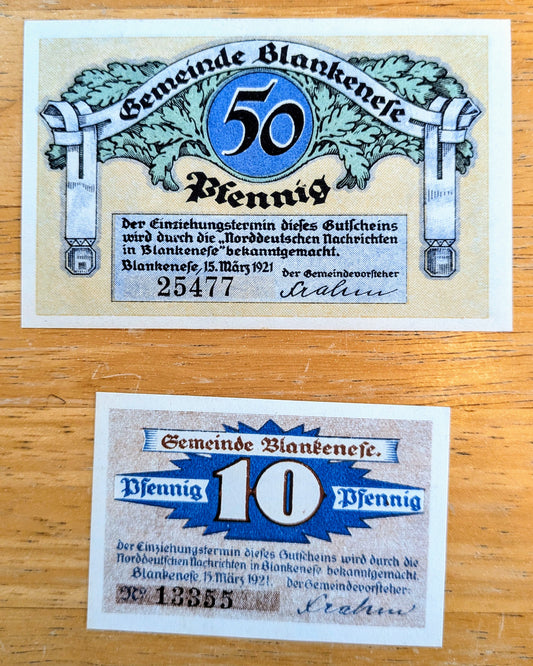 Gemeinde Blankenese
50
Pfennig
Der Einziehungstermin dieses Gutscheins
wird durch die „Norddeutschen Nachrichten
in Blankenese" bekanntgemacht.
Blankenese, 15. März 1921 der Gemeindevorsteher
25477
Gemeinde Blankenese.
Pfennig 10 Pfennig
Der Einziehungstermin dieses Gutscheins wird durch die
Norddeutschen Nachrichten in Blankenese bekanntgemacht.
Blankenese 15 März 1921. der Gemeindevorsteher:
No 13355